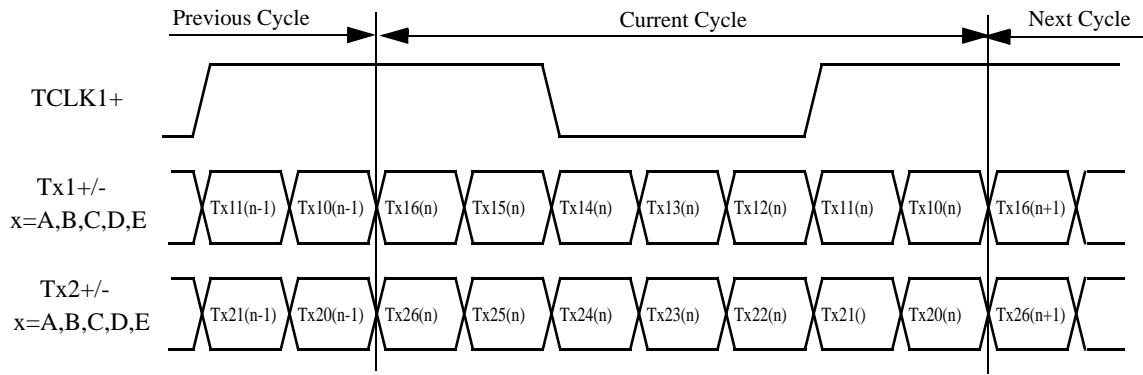 Previous Cycle Current Cycle Next Cycle
TCLK1+
Tx1+/-
x=A,B,C,D,E
Tx11(n-1) Tx10(n-1) Tx16(n) Tx15(n) Tx14(n) Tx13(n) Tx12(n) Tx11(n) Tx10(n) Tx16(n+1)
Tx2+/-
x=A,B,C,D,E
Tx21(n-1) Tx20(n-1) Tx26(n) Tx25(n) Tx24(n) Tx23(n) Tx22(n) Tx21() Tx20(n) Tx26(n+1)